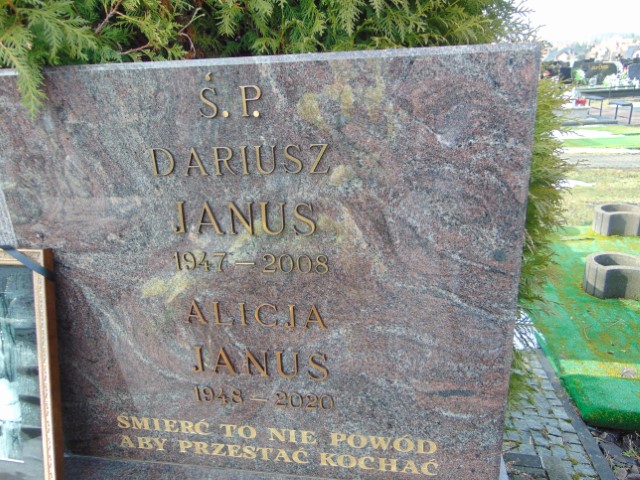 Ś.P.
DARIUSZ
JANUS
1947 – 2008
ALICJA
JANUS
1948 – 2020
ŚMIERĆ TO NIE POWÓD
ABY PRZESTAĆ KOCHAĆ